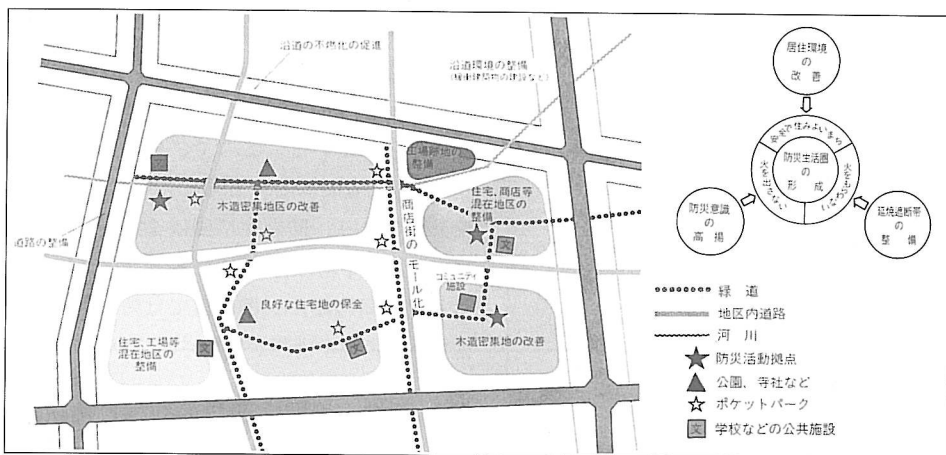 沿道の不燃化の促進
沿道環境の整備
(緩衝建築物の建設など)
工場跡地の
整備
木造密集地区の改善
住宅、商店等
混在地区の
整備
文
道路の整備
商店街のモール化
コミュニティ
施設
良好な住宅地の保全
木造密集地の改善
住宅、工場等
混在地区の
整備
文
文
居住環境
の
改善
安全で住みよいまち
火を出さない
火をもらわない
防災生活圏
の
形成
防災意識
の
高揚
延焼遮断帯
の
整備
緑道
地区内道路
河川
防災活動拠点
公園、寺社など
ポケットパーク
文
学校などの公共施設